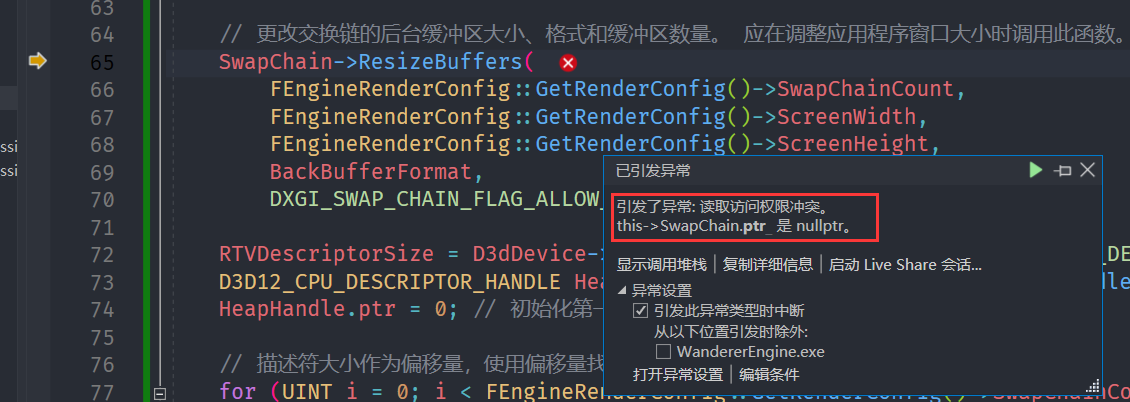 63
64 // 更改交换链的后台缓冲区大小、格式和缓冲区数量。 应在调整应用程序窗口大小时调用此函数。
65 SwapChain->ResizeBuffers(
66 FEngineRenderConfig::GetRenderConfig()->SwapChainCount,
67 FEngineRenderConfig::GetRenderConfig()->ScreenWidth,
68 FEngineRenderConfig::GetRenderConfig()->ScreenHeight,
ssi
69 BackBufferFormat,
已引发异常
ssi
70 DXGI_SWAP_CHAIN_FLAG_ALLOW_
引发了异常: 读取访问权限冲突。
this->SwapChain.ptr_ 是 nullptr。
71
72 RTVDescriptorSize = D3dDevice-
显示调用堆栈 | 复制详细信息 | 启动 Live Share 会话...
73 D3D12_CPU_DESCRIPTOR_HANDLE Hea
异常设置
74 HeapHandle.ptr = 0; // 初始化第一
引发此异常类型时中断
75
从以下位置引发时除外:
WandererEngine.exe
76 // 描述符大小作为偏移量，使用偏移量找
打开异常设置 | 编辑条件
77 for (UINT i = 0; i < FEngineRenderConfig::GetRenderConfig()->SwapChainCo